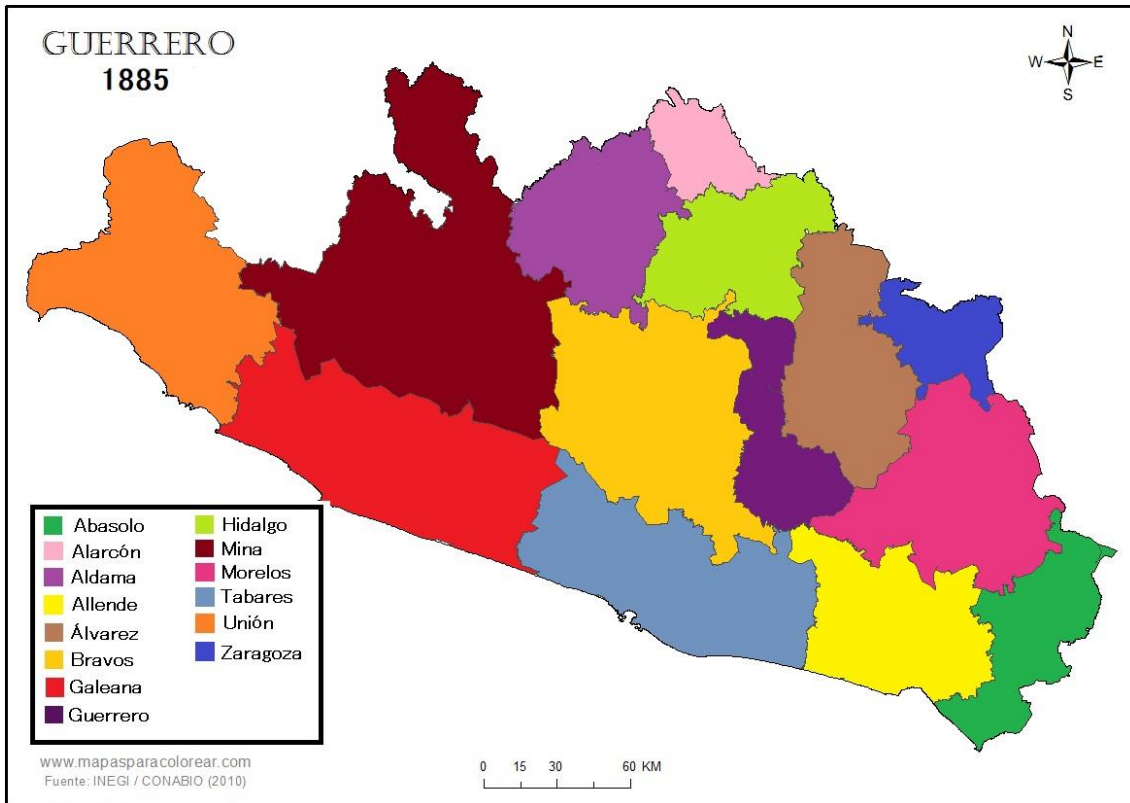 GUERRERO
1885
N
W E
S
Abasolo
Alarcón
Aldama
Allende
Álvarez
Bravos
Galeana
Guerrero
Hidalgo
Mina
Morelos
Tabares
Unión
Zaragoza
www.mapasparacolorear.com
Fuente: INEGI / CONABIO (2010)
0 15 30 60 KM